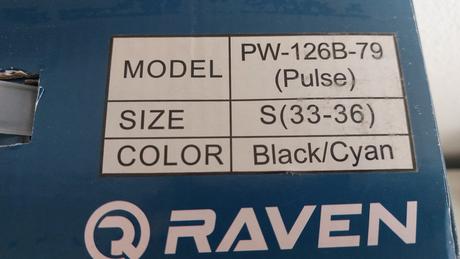 MODEL PW-126B-79
(Pulse)
SIZE S(33-36)
COLOR Black/Cyan
RAVEN